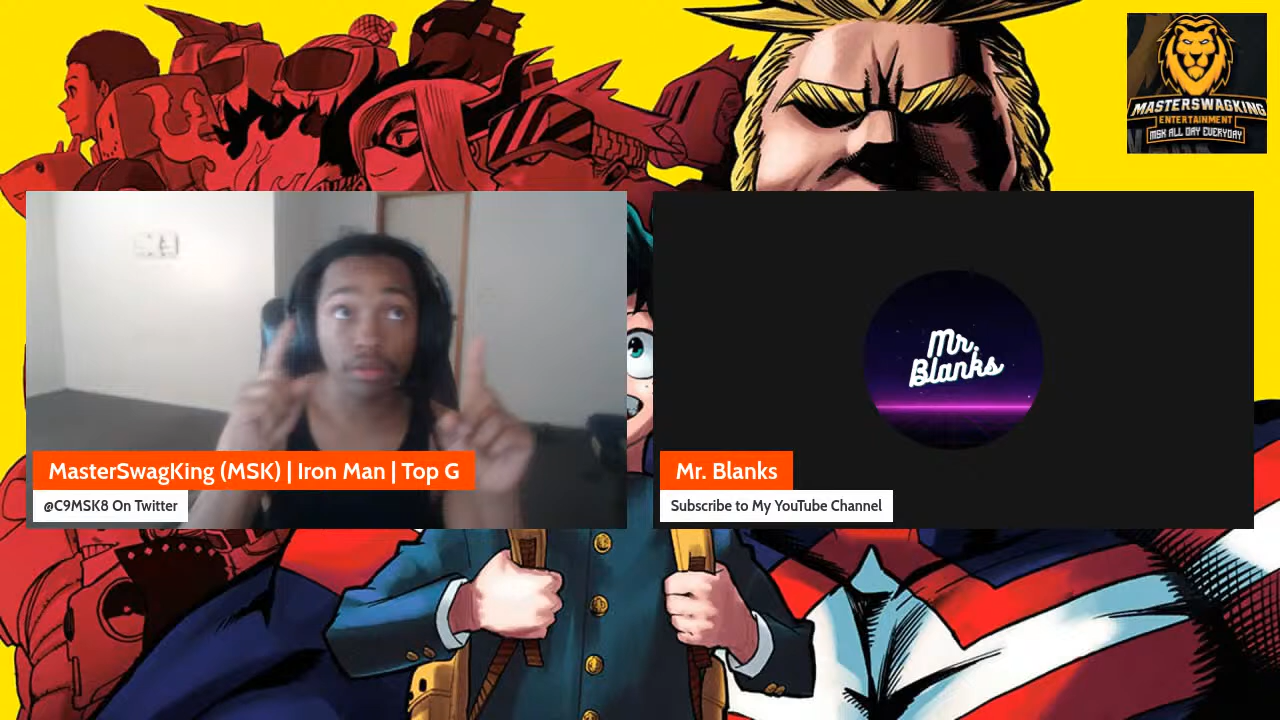 MASTERSWAGKING
ENTERTAINMENT
MSK ALL DAY EVERYDAY
Mr.
Blanks
MasterSwagKing (MSK) | Iron Man | Top G
@C9MSK8 On Twitter
Mr. Blanks
Subscribe to My YouTube Channel